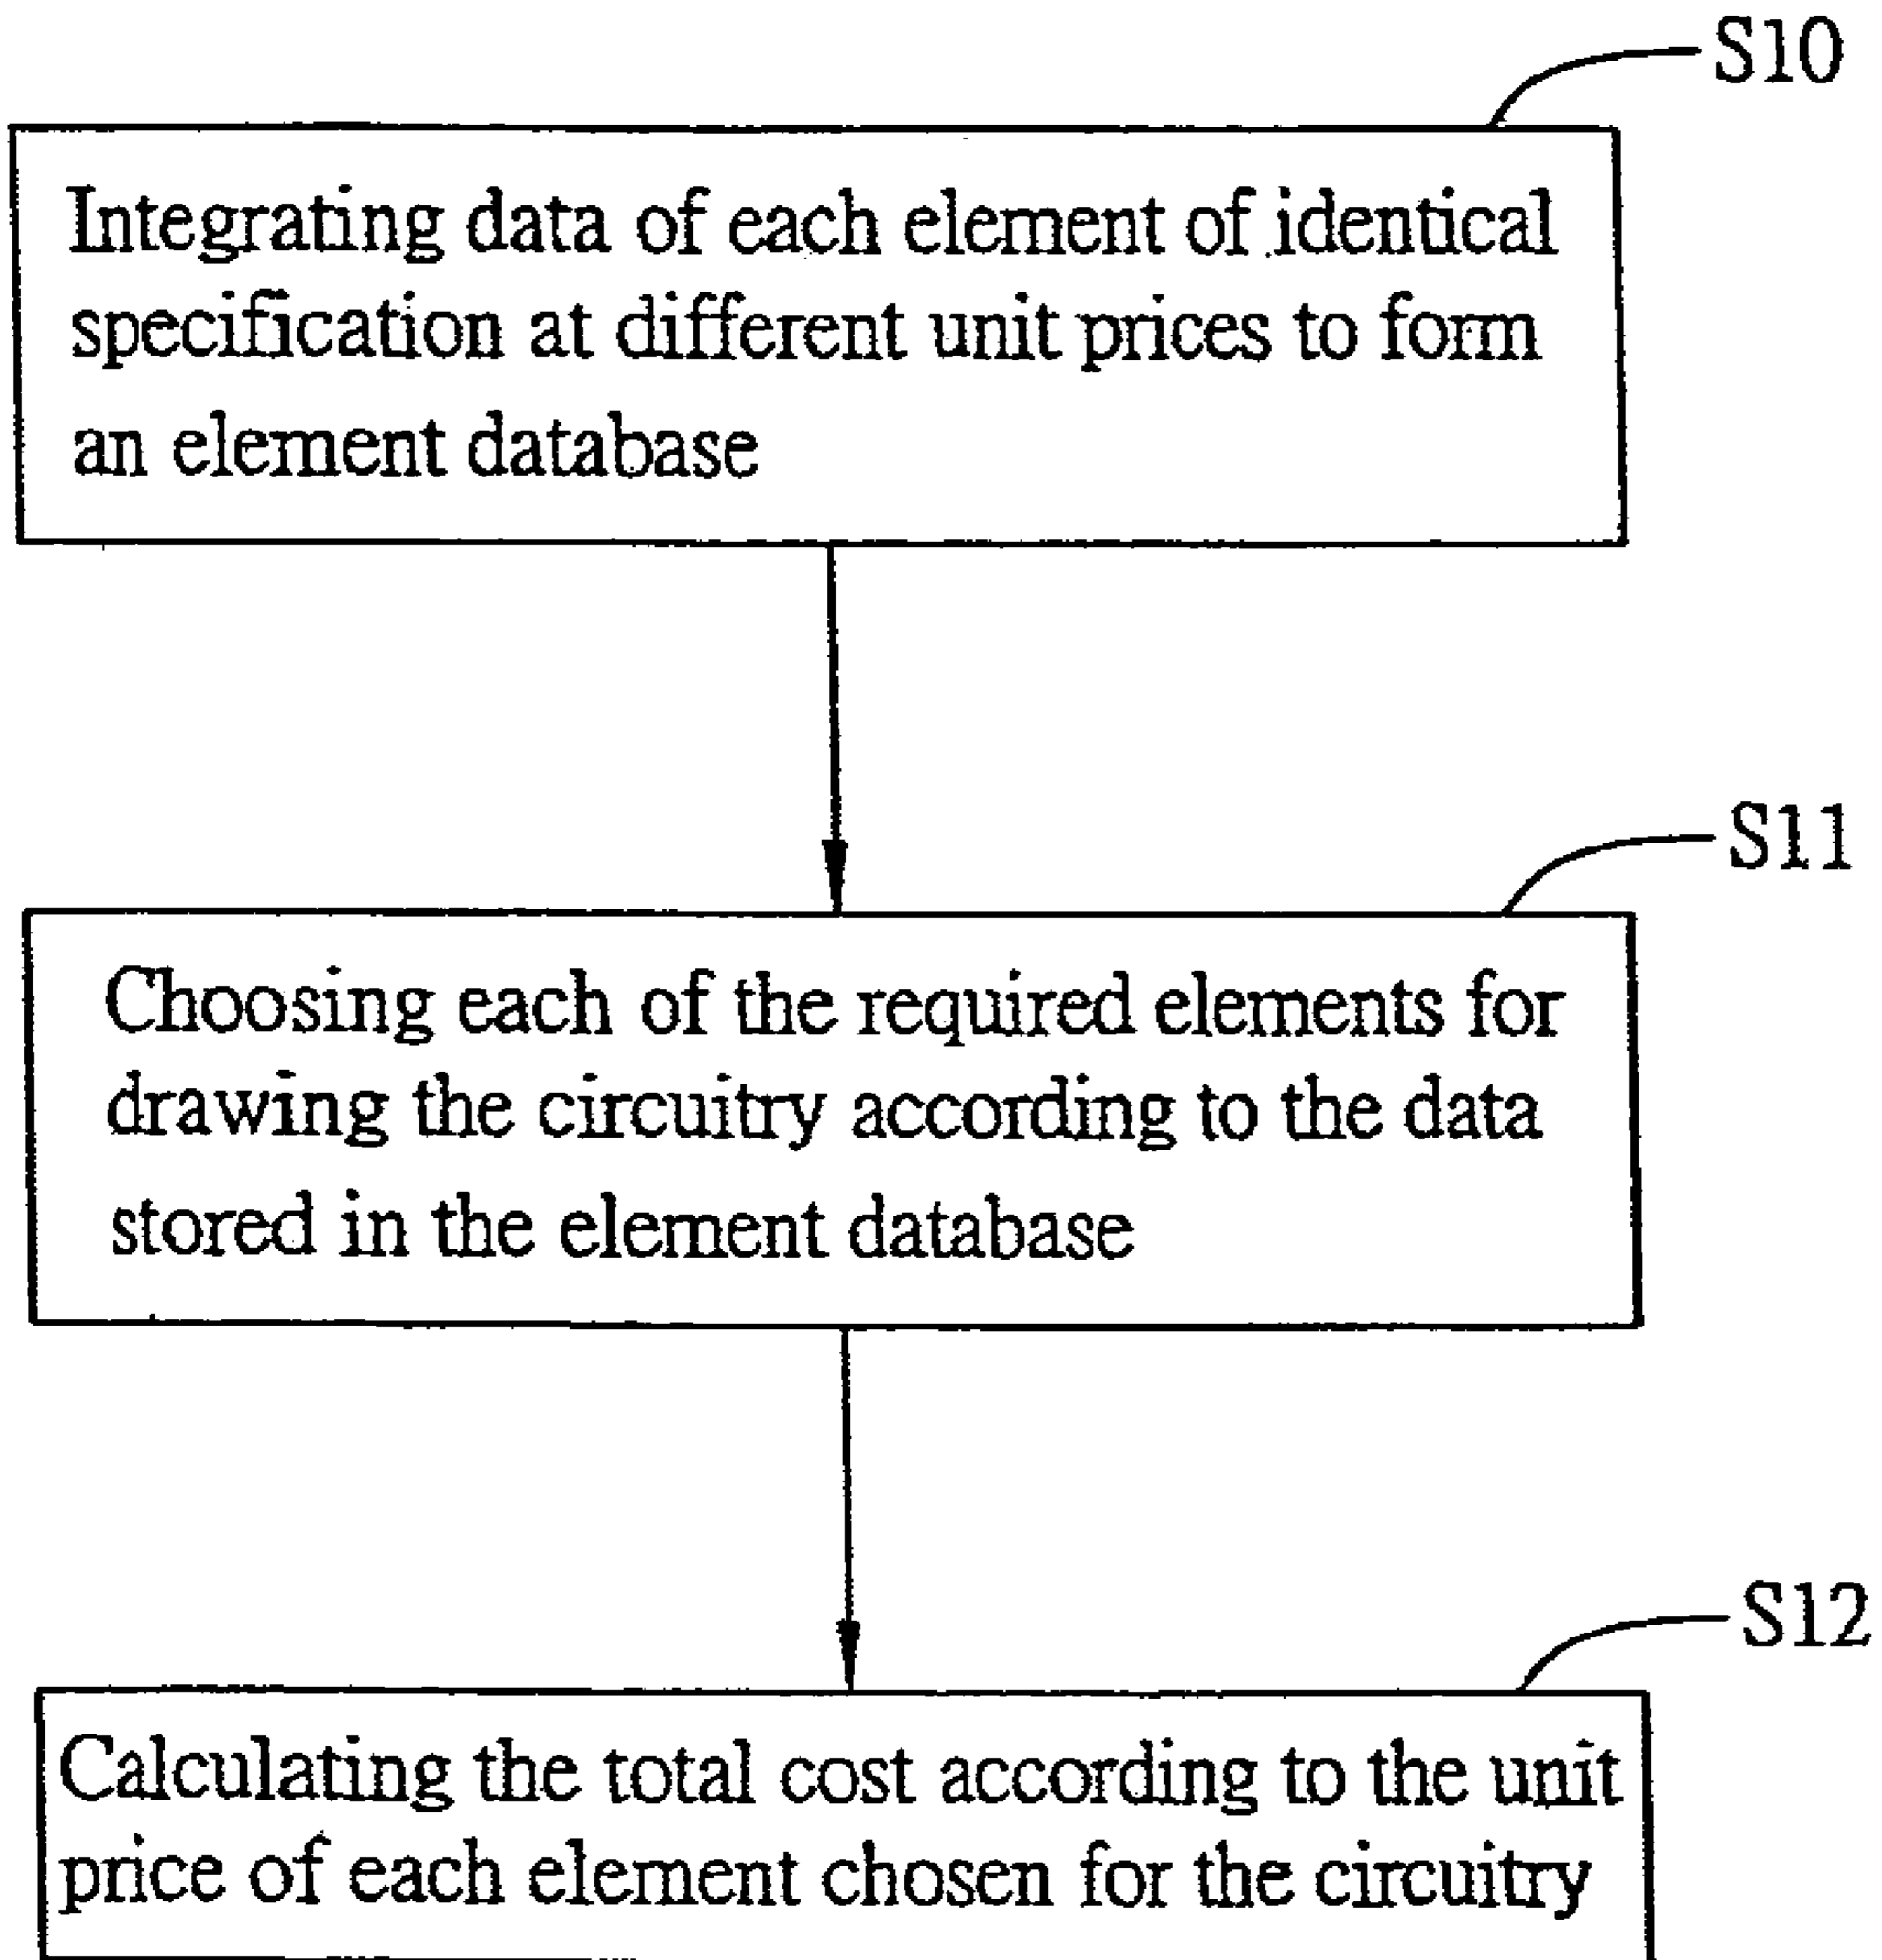 S10
Integrating data of each element of identical
specification at different unit prices to form
an element database
S11
Choosing each of the required elements for
drawing the circuitry according to the data
stored in the element database
S12
Calculating the total cost according to the unit
price of each element chosen for the circuitry